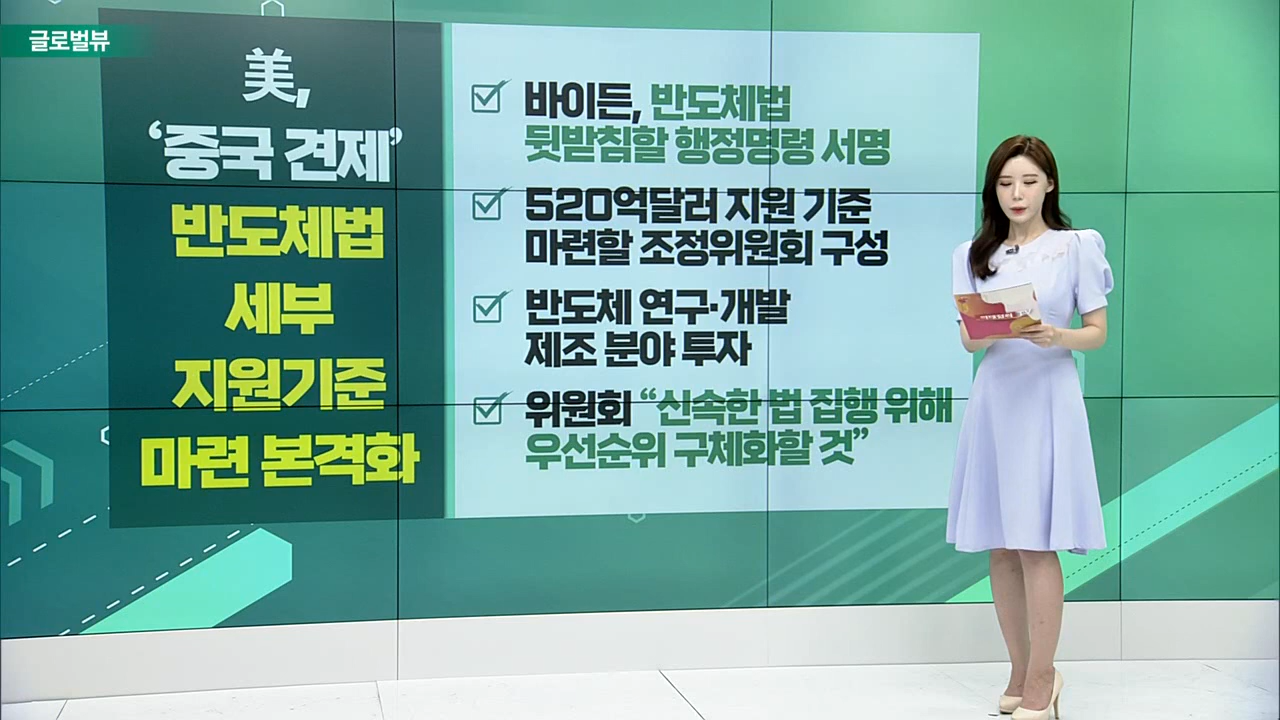 글로벌뷰
美,
‘중국 견제’
반도체법
세부
지원기준
마련 본격화
바이든, 반도체법
뒷받침할 행정명령 서명
520억달러 지원 기준
마련할 조정위원회 구성
반도체 연구·개발
제조 분야 투자
위원회 “신속한 법 집행 위해
우선순위 구체화할 것”